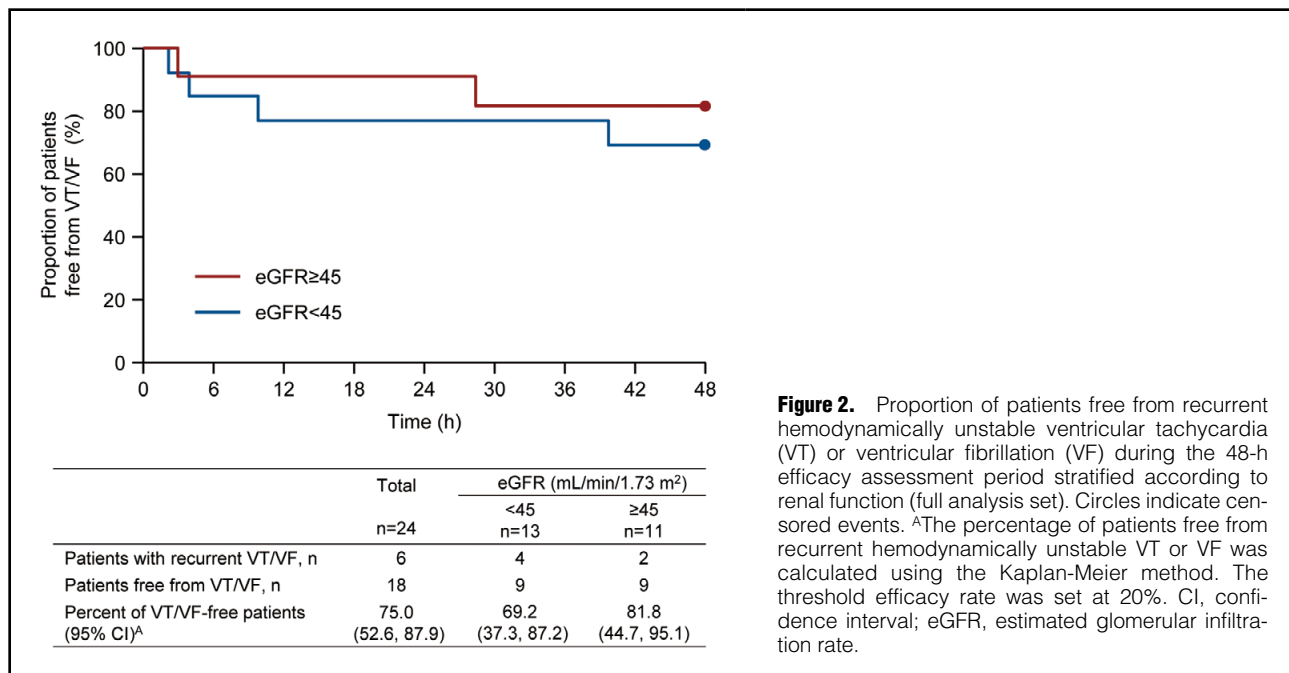 Proportion of patients
free from VT/VF (%)
100
80
60
40
20
0
eGFR≥45
eGFR<45
0 6 12 18 24 30 36 42 48
Time (h)
Total eGFR (mL/min/1.73 m²)
<45 ≥45
n=24 n=13 n=11
Patients with recurrent VT/VF, n 6 4 2
Patients free from VT/VF, n 18 9 9
Percent of VT/VF-free patients 75.0 69.2 81.8
(95% CI)ᴬ (52.6, 87.9) (37.3, 87.2) (44.7, 95.1)
Figure 2. Proportion of patients free from recurrent
hemodynamically unstable ventricular tachycardia
(VT) or ventricular fibrillation (VF) during the 48-h
efficacy assessment period stratified according to
renal function (full analysis set). Circles indicate cen-
sored events. ᴬThe percentage of patients free from
recurrent hemodynamically unstable VT or VF was
calculated using the Kaplan-Meier method. The
threshold efficacy rate was set at 20%. CI, confi-
dence interval; eGFR, estimated glomerular infiltra-
tion rate.